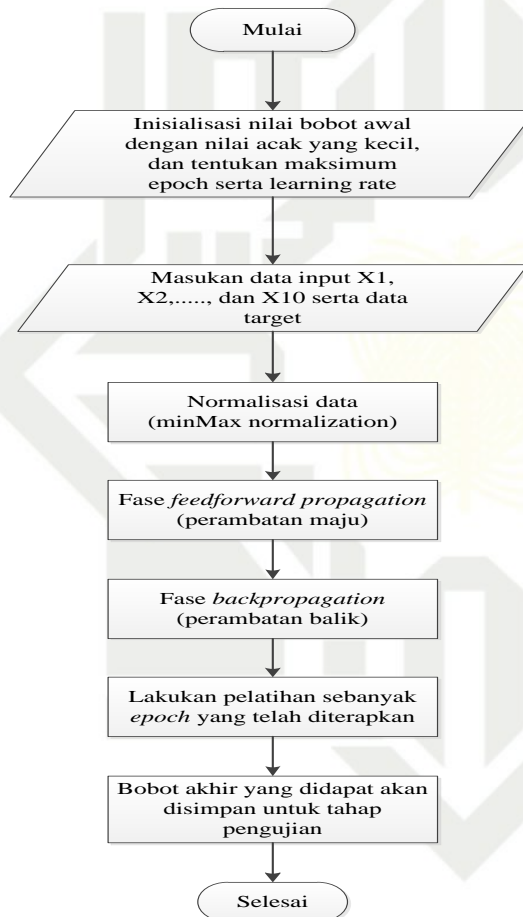 Mulai
Inisialisasi nilai bobot awal
dengan nilai acak yang kecil,
dan tentukan maksimum
epoch serta learning rate
Masukan data input X1,
X2,....., dan X10 serta data
target
Normalisasi data
(minMax normalization)
Fase feedforward propagation
(perambatan maju)
Fase backpropagation
(perambatan balik)
Lakukan pelatihan sebanyak
epoch yang telah diterapkan
Bobot akhir yang didapat akan
disimpan untuk tahap
pengujian
Selesai